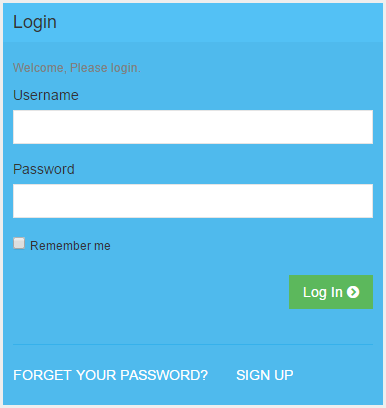 Login
Welcome, Please login.
Username
Password
Remember me
Log In
FORGET YOUR PASSWORD? SIGN UP